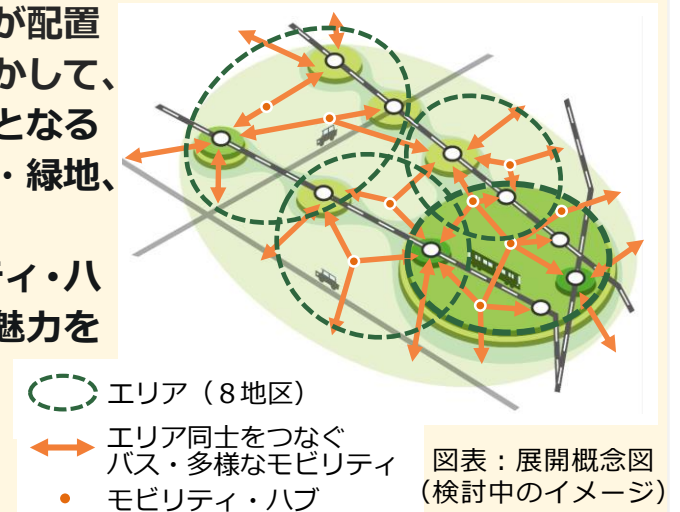 が配置
かして、
となる
・緑地、
ティ・ハ
魅力を
エリア（８地区）
エリア同士をつなぐ
バス・多様なモビリティ
モビリティ・ハブ
図表：展開概念図
（検討中のイメージ）